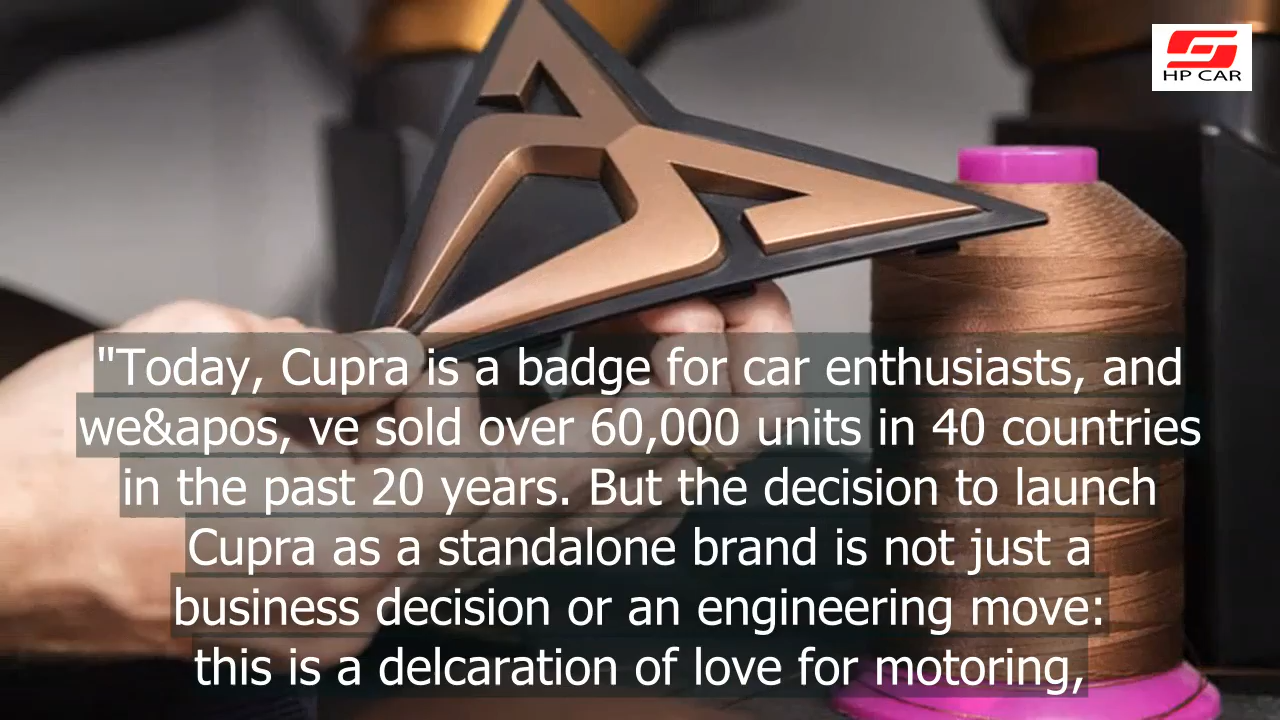 HP CAR
"Today, Cupra is a badge for car enthusiasts, and
we&apos, ve sold over 60,000 units in 40 countries
in the past 20 years. But the decision to launch
Cupra as a standalone brand is not just a
business decision or an engineering move:
this is a delcaration of love for motoring,